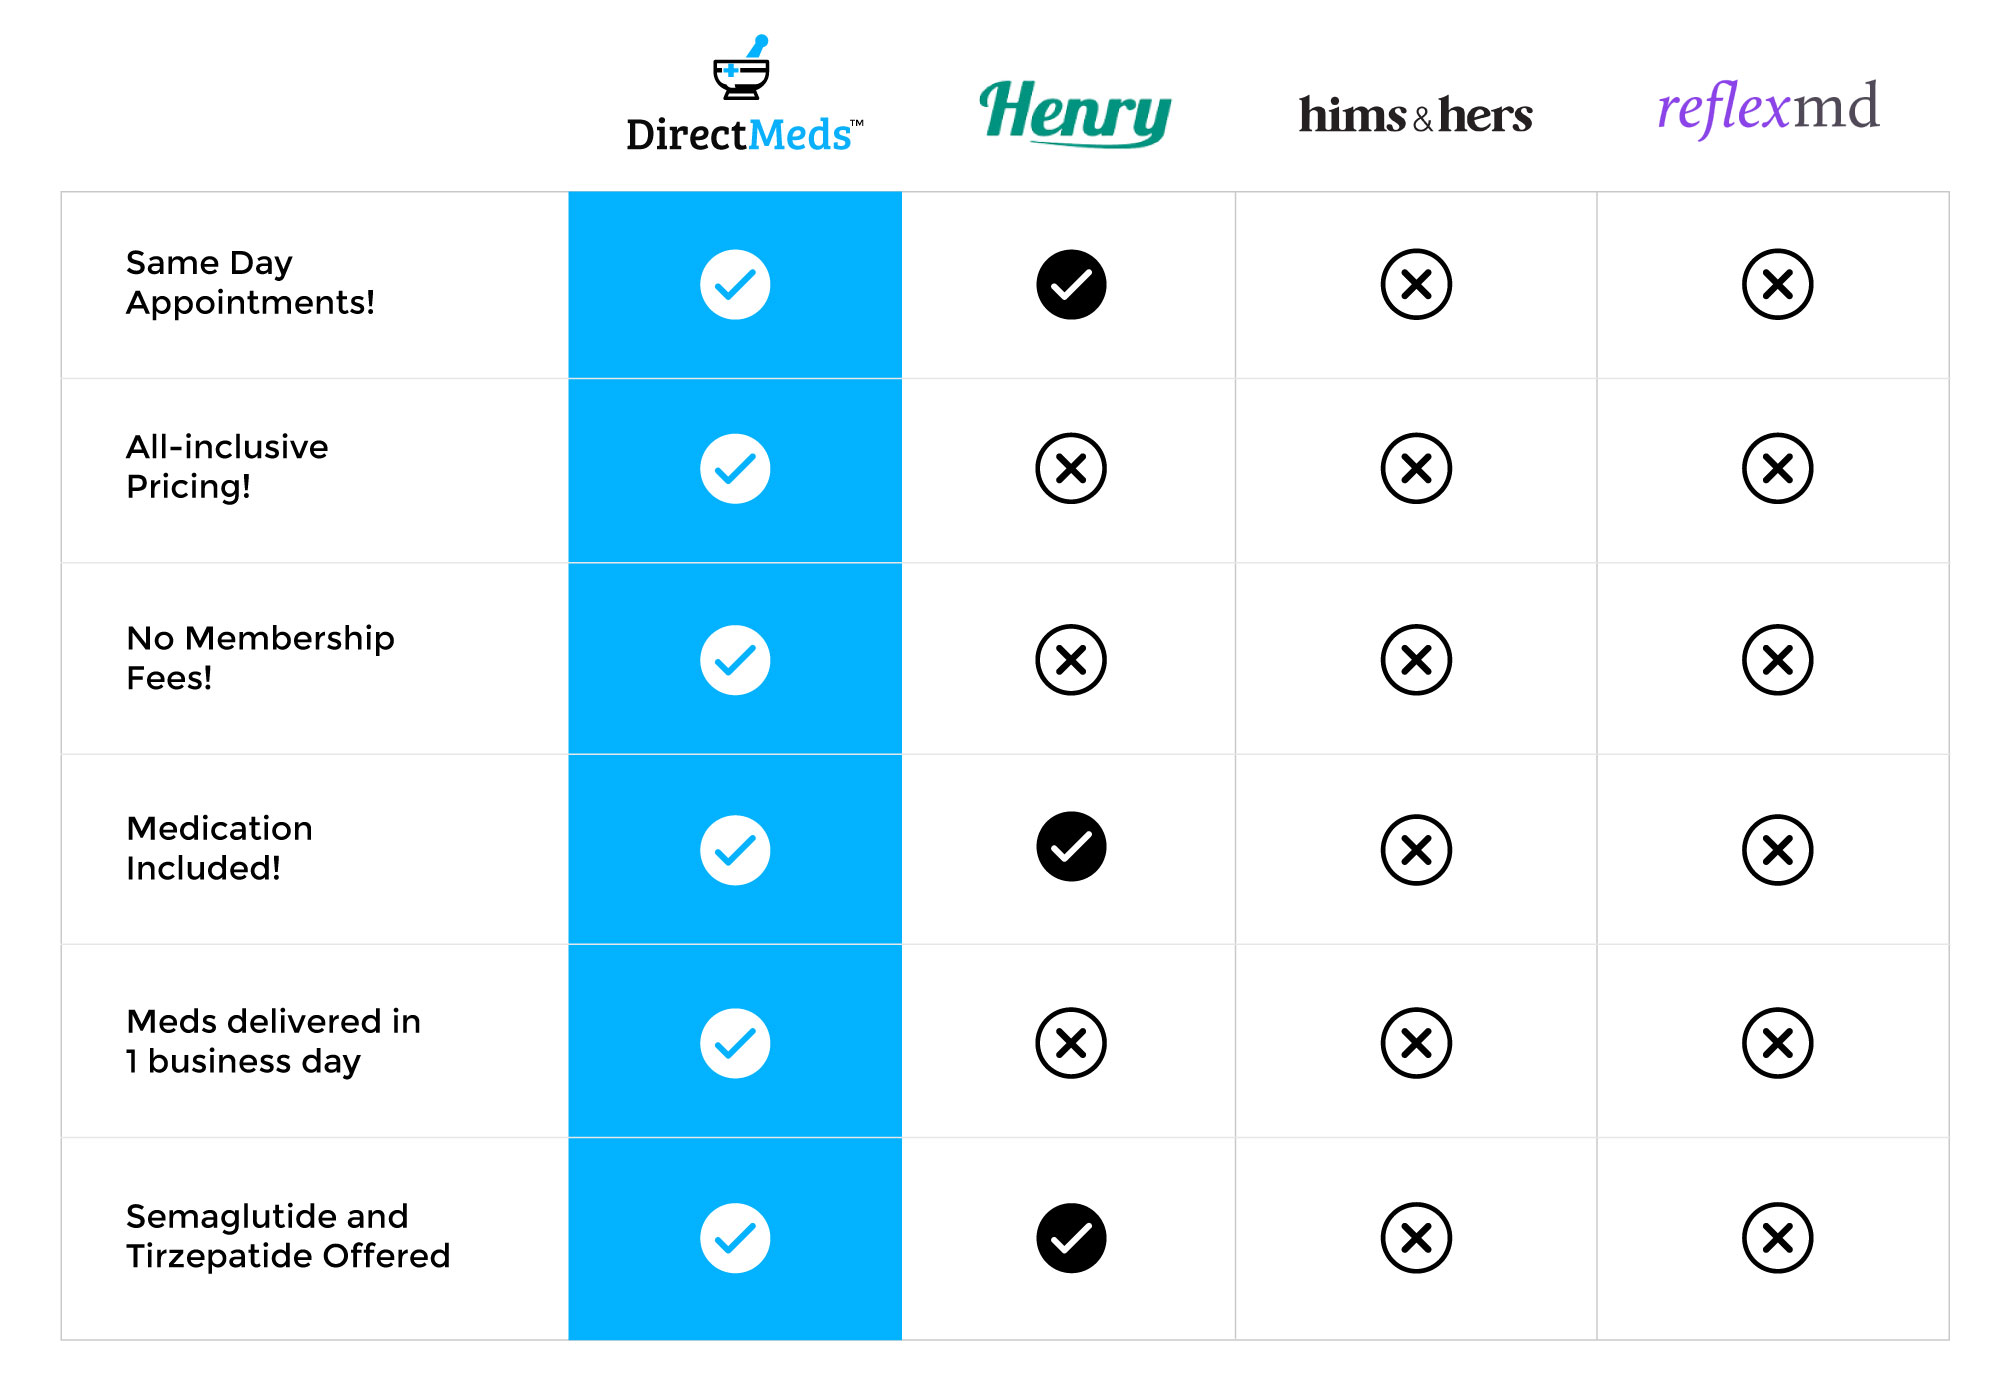 DirectMeds™
Henry
hims & hers
reflexmd
Same Day
Appointments!
All-inclusive
Pricing!
No Membership
Fees!
Medication
Included!
Meds delivered in
1 business day
Semaglutide and
Tirzepatide Offered